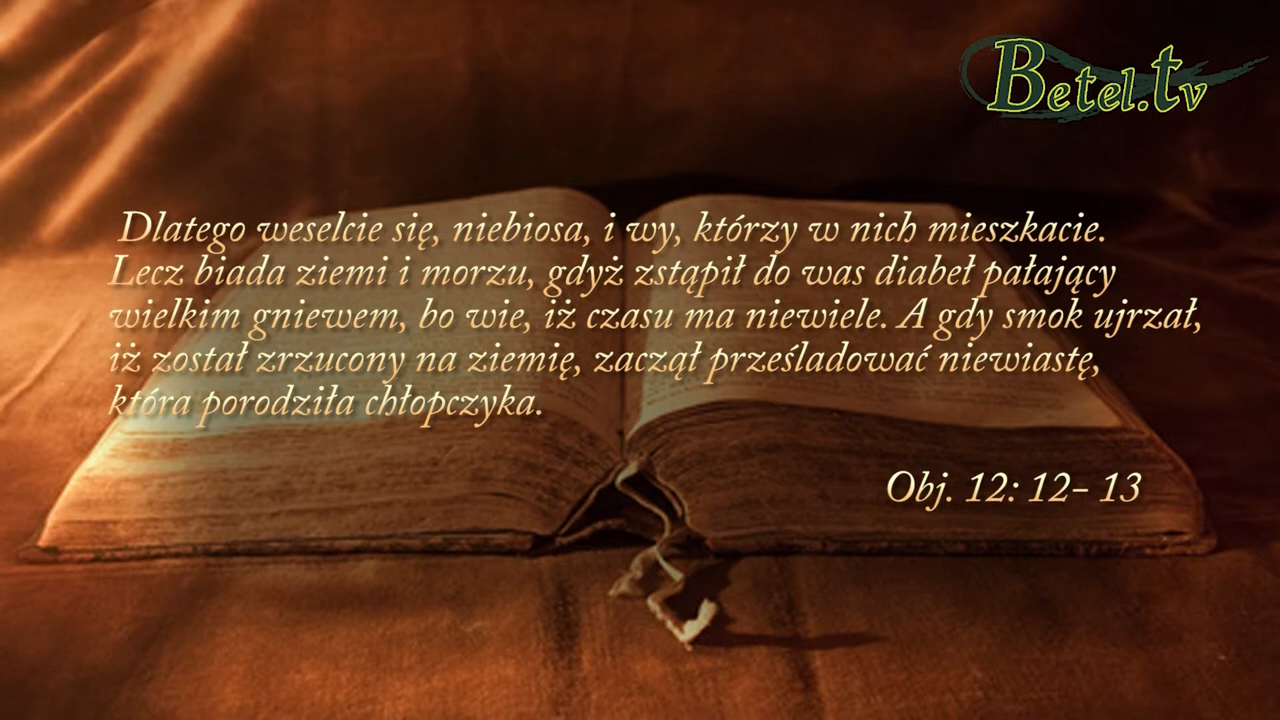 Betel.tv
Dlatego weselcie się, niebiosa, i wy, którzy w nich mieszkacie.
Lecz biada ziemi i morzu, gdyż zstąpił do was diabeł pałający
wielkim gniewem, bo wie, iż czasu ma niewiele. A gdy smok ujrzał,
iż został zrzucony na ziemię, zaczął prześladować niewiastę,
która porodziła chłopczyka.
Obj. 12: 12- 13